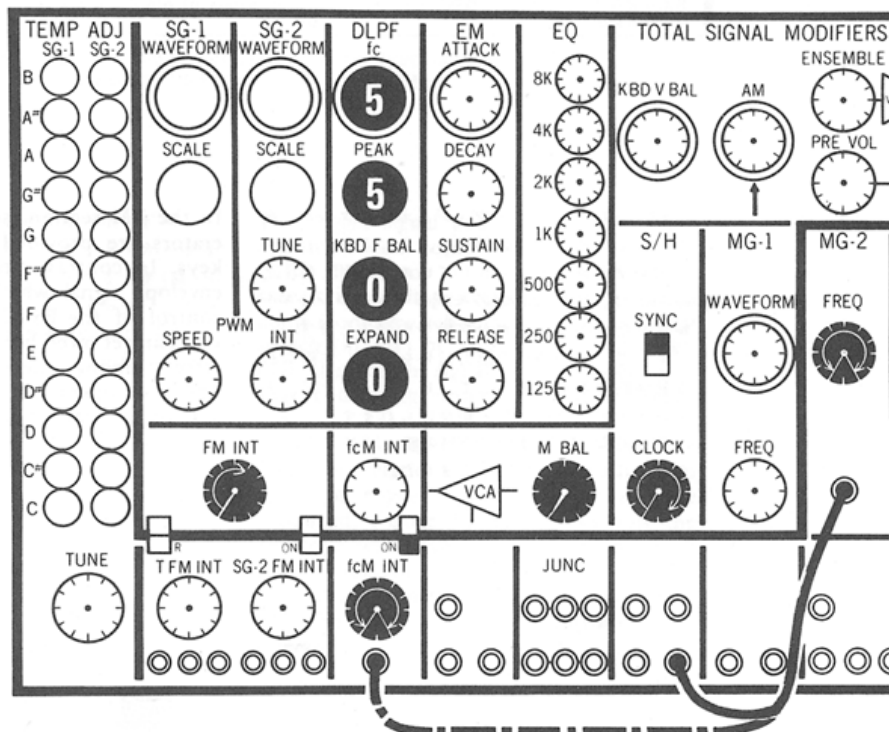 TEMP ADJ
SG-1 SG-2
B
A#
A
G#
G
F#
F
E
D#
D
C#
C
TUNE
SG-1
WAVEFORM
SCALE
SPEED
PWM
SG-2
WAVEFORM
SCALE
TUNE
INT
DLPF
fc
5
PEAK
5
KBD F BAL
0
EXPAND
0
EM
ATTACK
DECAY
SUSTAIN
RELEASE
EQ
8K
4K
2K
1K
500
250
125
TOTAL SIGNAL MODIFIERS
ENSEMBLE
KBD V BAL
AM
PRE VOL
S/H
SYNC
CLOCK
MG-1
WAVEFORM
FREQ
MG-2
FREQ
FM INT
fcM INT
VCA
M BAL
R
ON
ON
T FM INT
SG-2 FM INT
fcM INT
JUNC